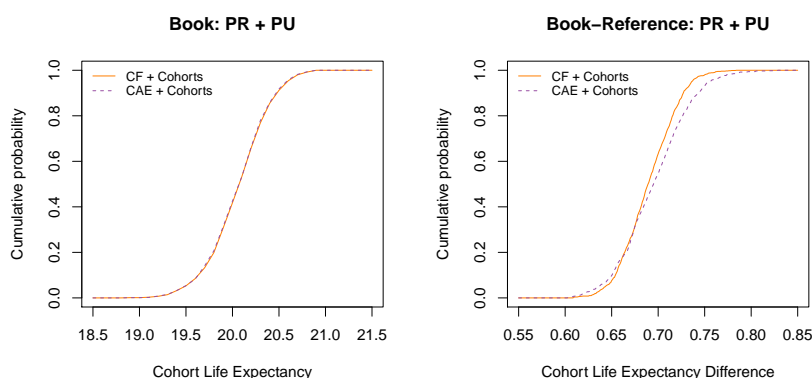 Book: PR + PU
CF + Cohorts
CAE + Cohorts
Cumulative probability
0.0
0.2
0.4
0.6
0.8
1.0
18.5 19.0 19.5 20.0 20.5 21.0 21.5
Cohort Life Expectancy
Book−Reference: PR + PU
CF + Cohorts
CAE + Cohorts
Cumulative probability
0.0
0.2
0.4
0.6
0.8
1.0
0.55 0.60 0.65 0.70 0.75 0.80 0.85
Cohort Life Expectancy Difference